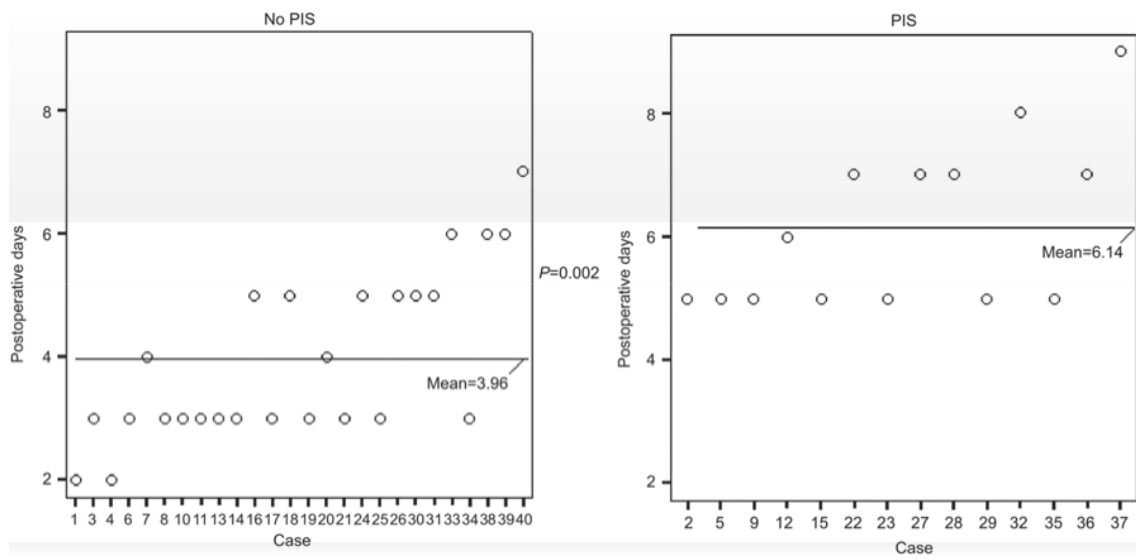 No PIS
8
6
4
2
Postoperative days
Mean=3.96
1 3 4 6 7 8 10 11 13 14 16 17 18 19 20 21 24 25 26 30 31 33 34 38 39 40
Case
P=0.002
PIS
8
6
4
2
Postoperative days
Mean=6.14
2 5 9 12 15 22 23 27 28 29 32 35 36 37
Case